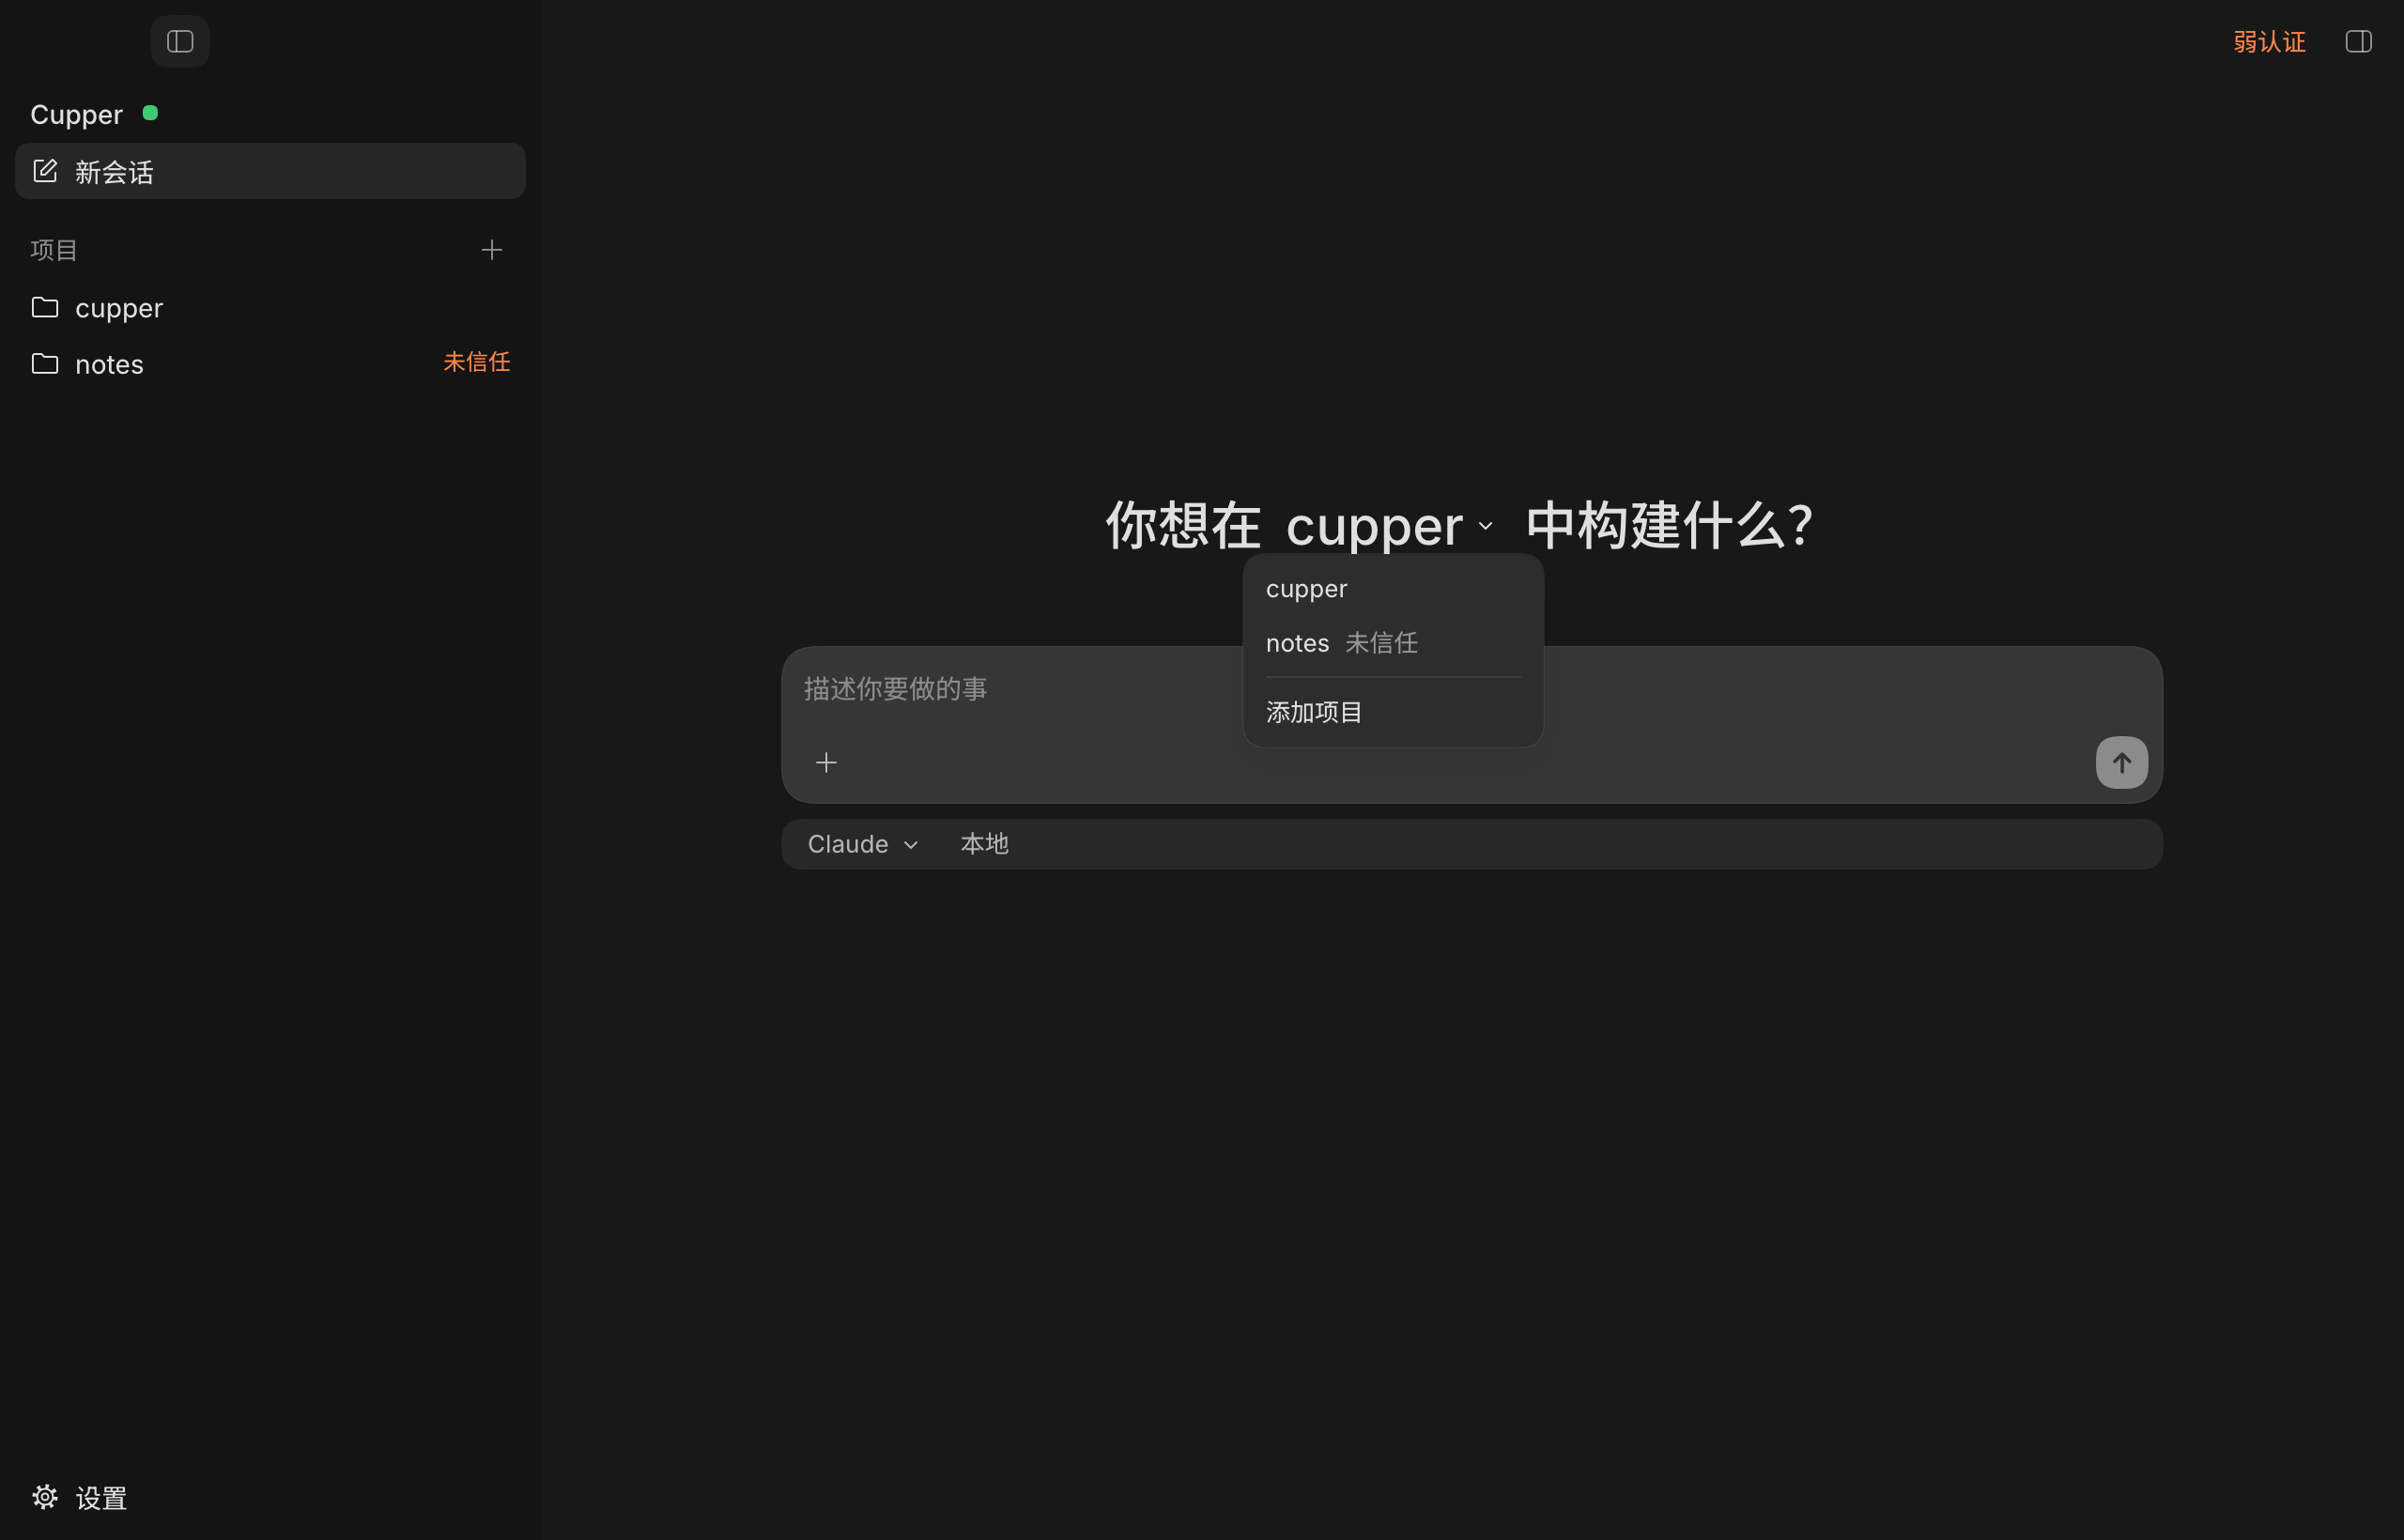 弱认证
Cupper
新会话
项目
cupper
notes 未信任
你想在 cupper 中构建什么？
cupper
notes 未信任
添加项目
描述你要做的事
Claude 本地
设置